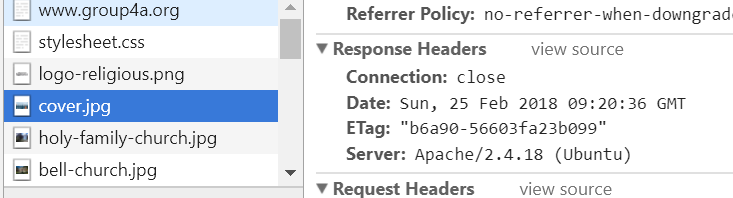 www.group4a.org
stylesheet.css
logo-religious.png
cover.jpg
holy-family-church.jpg
bell-church.jpg
Referrer Policy: no-referrer-when-downgrad
Response Headers view source
Connection: close
Date: Sun, 25 Feb 2018 09:20:36 GMT
ETag: "b6a90-56603fa23b099"
Server: Apache/2.4.18 (Ubuntu)
Request Headers view source